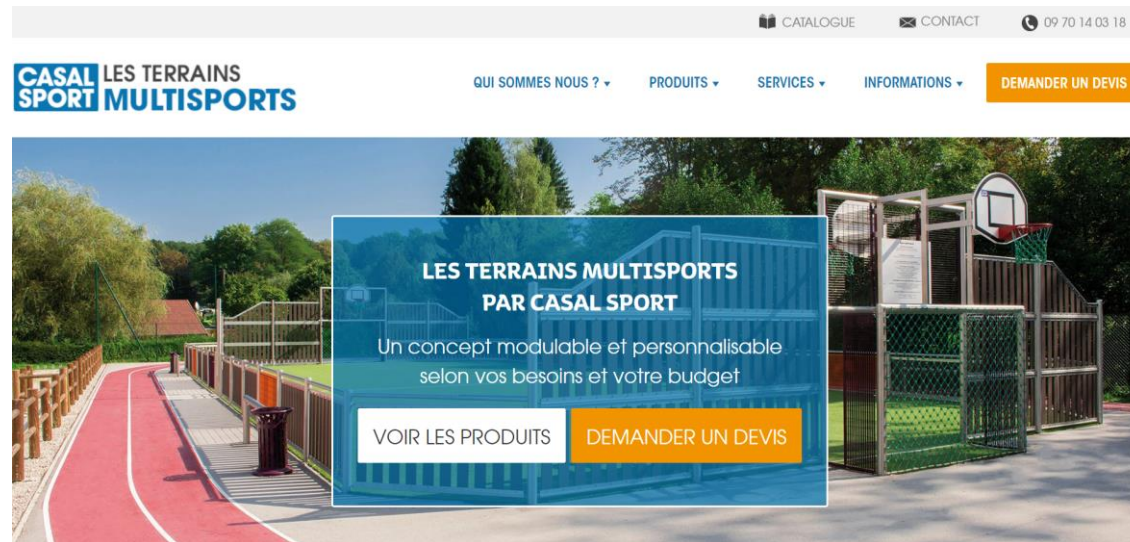 CATALOGUE CONTACT 09 70 14 03 18
CASAL SPORT LES TERRAINS MULTISPORTS
QUI SOMMES NOUS ? PRODUITS SERVICES INFORMATIONS DEMANDER UN DEVIS
LES TERRAINS MULTISPORTS
PAR CASAL SPORT
Un concept modulable et personnalisable
selon vos besoins et votre budget
VOIR LES PRODUITS DEMANDER UN DEVIS